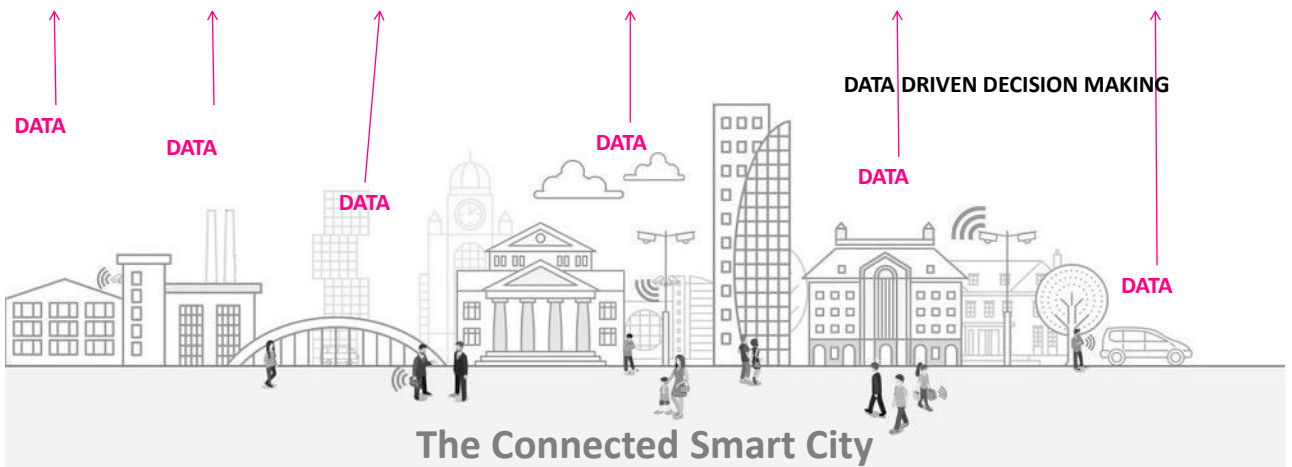 DATA DRIVEN DECISION MAKING
DATA
DATA
DATA
DATA
DATA
DATA
The Connected Smart City